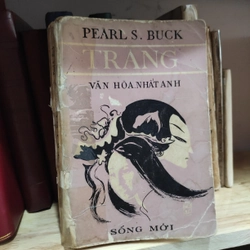 PEARL S. BUCK
TRANG
VĂN HÒA NHẤT ANH
SỐNG MỚI